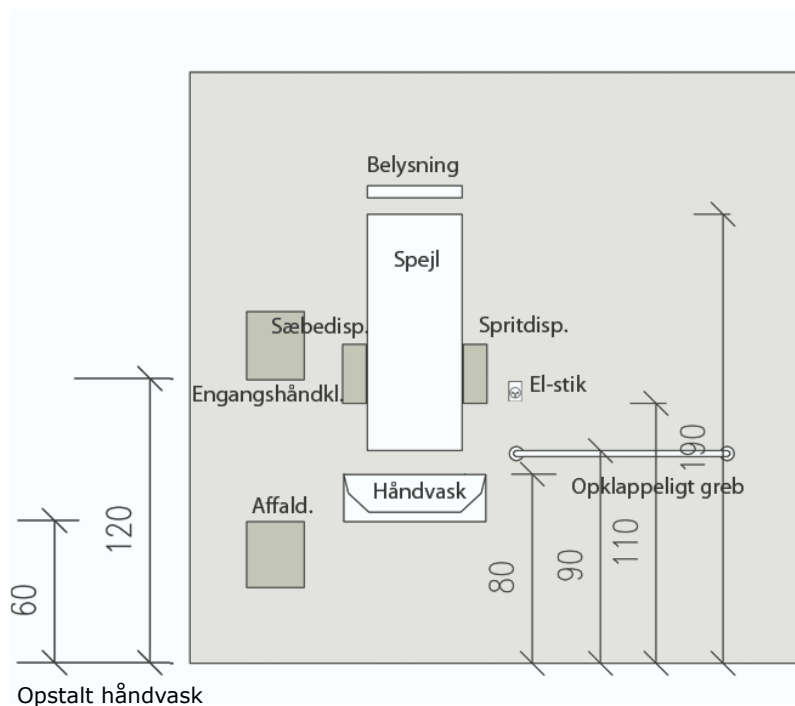 Belysning
Spejl
Sæbedisp.
Spritdisp.
El-stik
Engangshåndkl.
190
Opklappeligt greb
Håndvask
Affald.
120
110
90
80
60
Opstalt håndvask